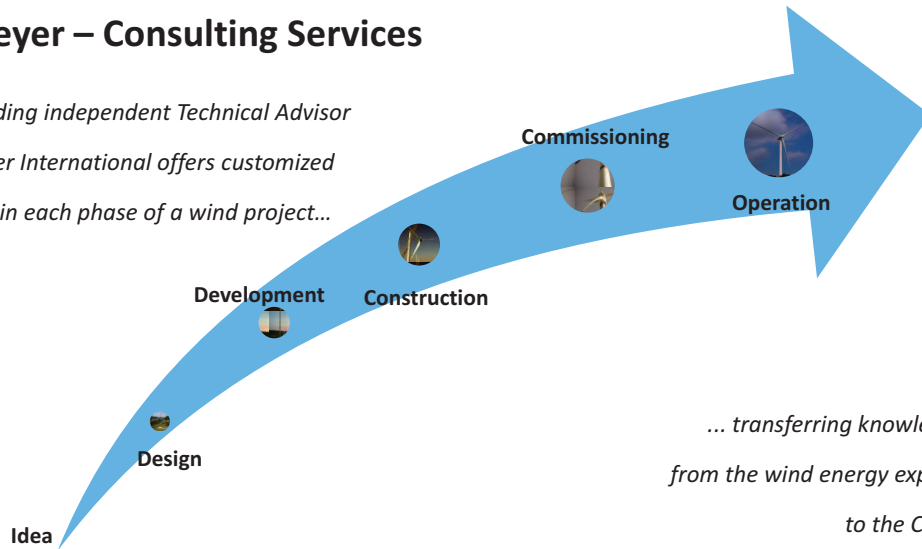 eyer – Consulting Services
ding independent Technical Advisor
er International offers customized
in each phase of a wind project…
Commissioning
Operation
Development
Construction
Design
... transferring knowle
from the wind energy exp
to the C
Idea